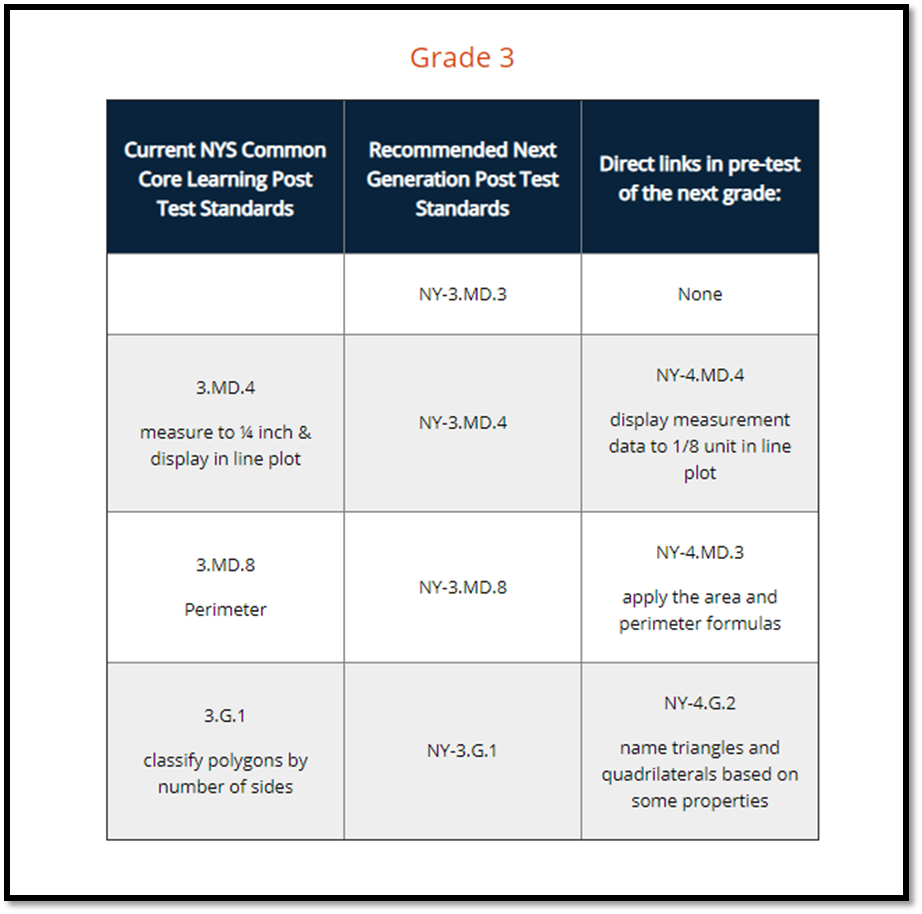 Grade 3
Current NYS Common
Core Learning Post
Test Standards
Recommended Next
Generation Post Test
Standards
Direct links in pre-test
of the next grade:
NY-3.MD.3
None
3.MD.4
measure to ¼ inch &
display in line plot
NY-3.MD.4
NY-4.MD.4
display measurement
data to 1/8 unit in line
plot
3.MD.8
Perimeter
NY-3.MD.8
NY-4.MD.3
apply the area and
perimeter formulas
3.G.1
classify polygons by
number of sides
NY-3.G.1
NY-4.G.2
name triangles and
quadrilaterals based on
some properties